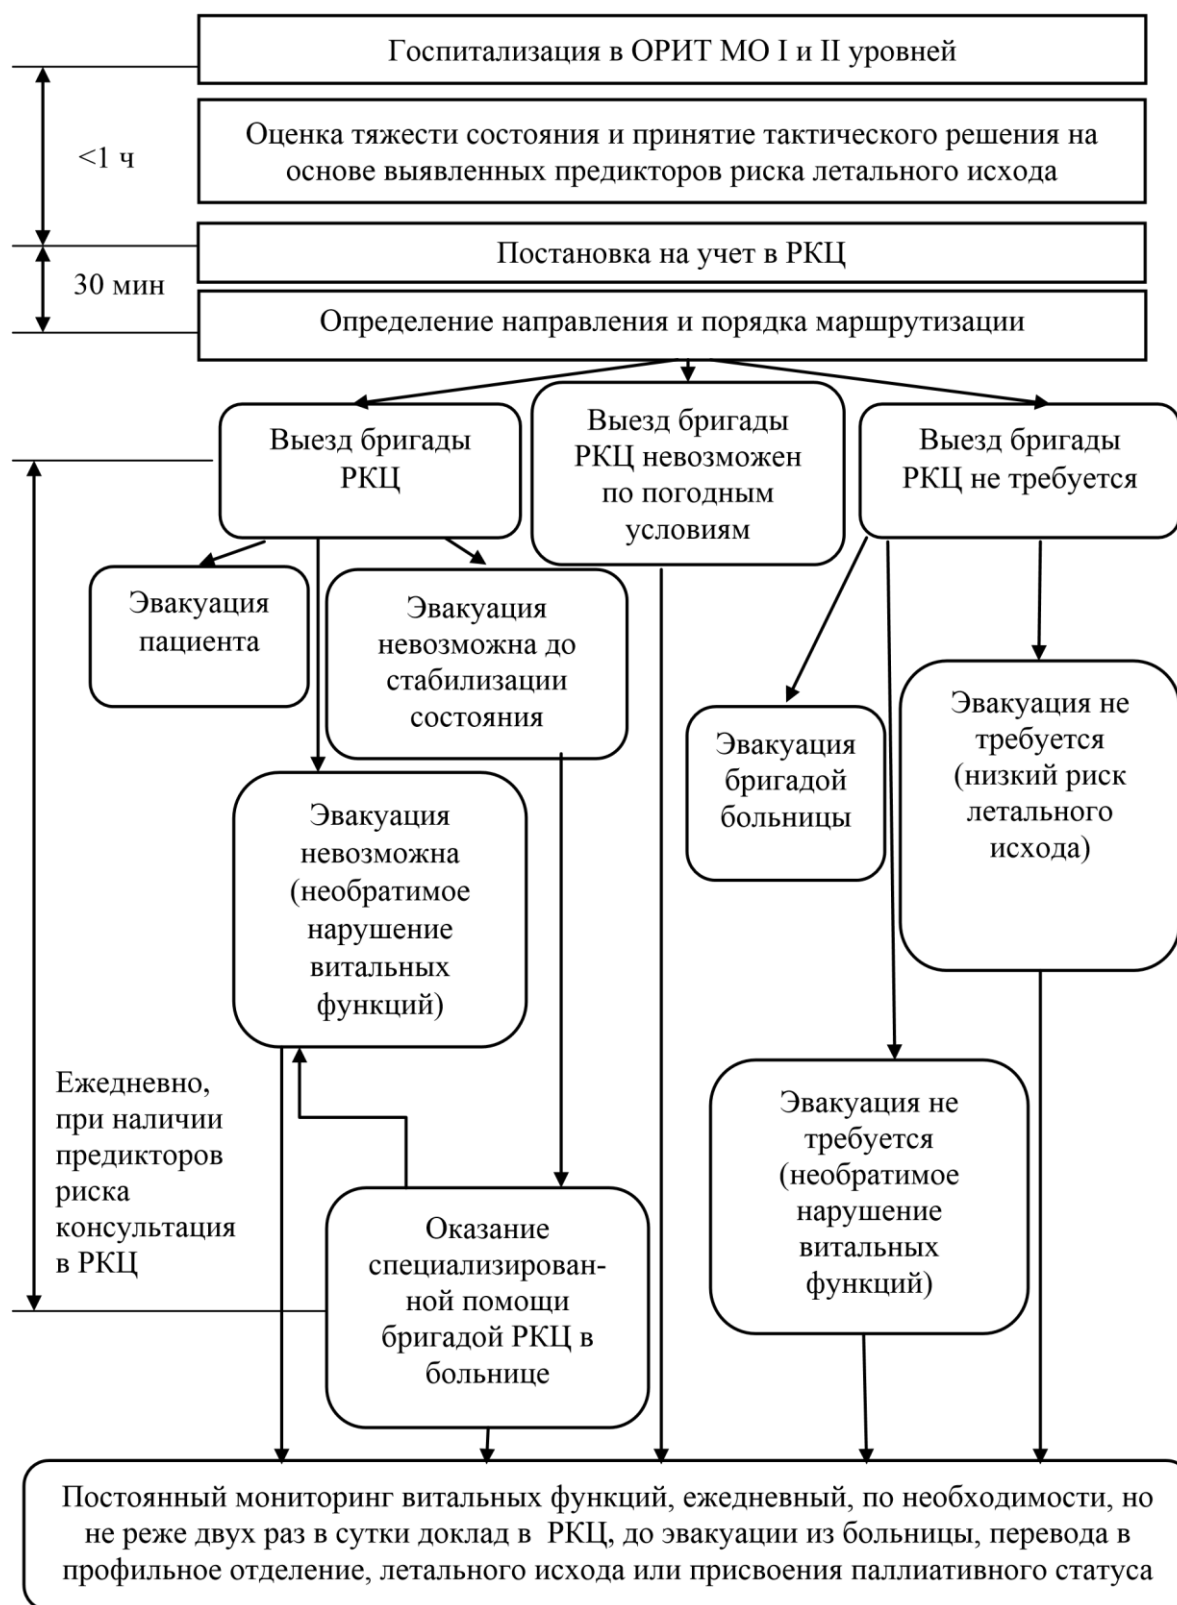 Госпитализация в ОРИТ МО I и II уровней
<1 ч
Оценка тяжести состояния и принятие тактического решения на
основе выявленных предикторов риска летального исхода
Постановка на учет в РКЦ
30 мин
Определение направления и порядка маршрутизации
Выезд бригады
РКЦ
Выезд бригады
РКЦ невозможен
по погодным
условиям
Выезд бригады
РКЦ не требуется
Эвакуация
пациента
Эвакуация
невозможна до
стабилизации
состояния
Эвакуация
бригадой
больницы
Эвакуация не
требуется
(низкий риск
летального
исхода)
Эвакуация
невозможна
(необратимое
нарушение
витальных
функций)
Ежедневно,
при наличии
предикторов
риска
консультация
в РКЦ
Оказание
специализирован-
ной помощи
бригадой РКЦ в
больнице
Эвакуация не
требуется
(необратимое
нарушение
витальных
функций)
Постоянный мониторинг витальных функций, ежедневный, по необходимости, но
не реже двух раз в сутки доклад в РКЦ, до эвакуации из больницы, перевода в
профильное отделение, летального исхода или присвоения паллиативного статуса